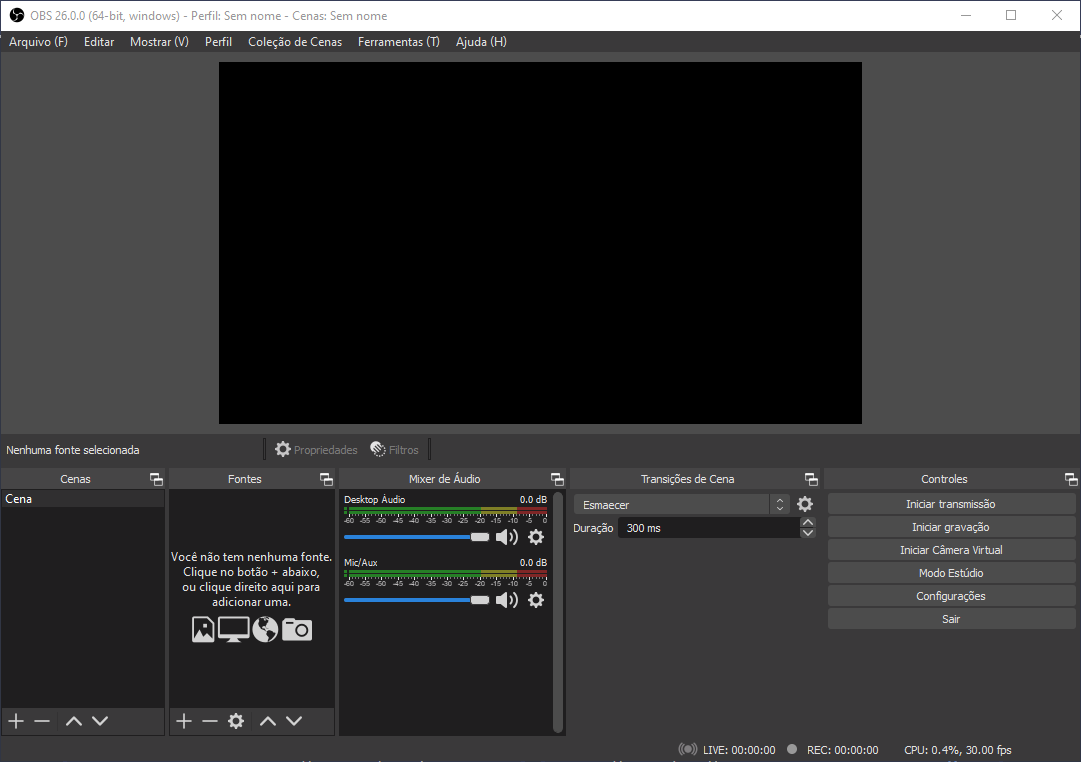 OBS 26.0.0 (64-bit, windows) - Perfil: Sem nome - Cenas: Sem nome
Arquivo (F) Editar Mostrar (V) Perfil Coleção de Cenas Ferramentas (T) Ajuda (H)
Nenhuma fonte selecionada Propriedades Filtros
Cenas
Cena
Fontes
Você não tem nenhuma fonte.
Clique no botão + abaixo,
ou clique direito aqui para
adicionar uma.
Mixer de Áudio
Desktop Áudio 0.0 dB
-60 -55 -50 -45 -40 -35 -30 -25 -20 -15 -10 -5 0
Mic/Aux 0.0 dB
-60 -55 -50 -45 -40 -35 -30 -25 -20 -15 -10 -5 0
Transições de Cena
Esmaecer
Duração 300 ms
Controles
Iniciar transmissão
Iniciar gravação
Iniciar Câmera Virtual
Modo Estúdio
Configurações
Sair
LIVE: 00:00:00 REC: 00:00:00 CPU: 0.4%, 30.00 fps